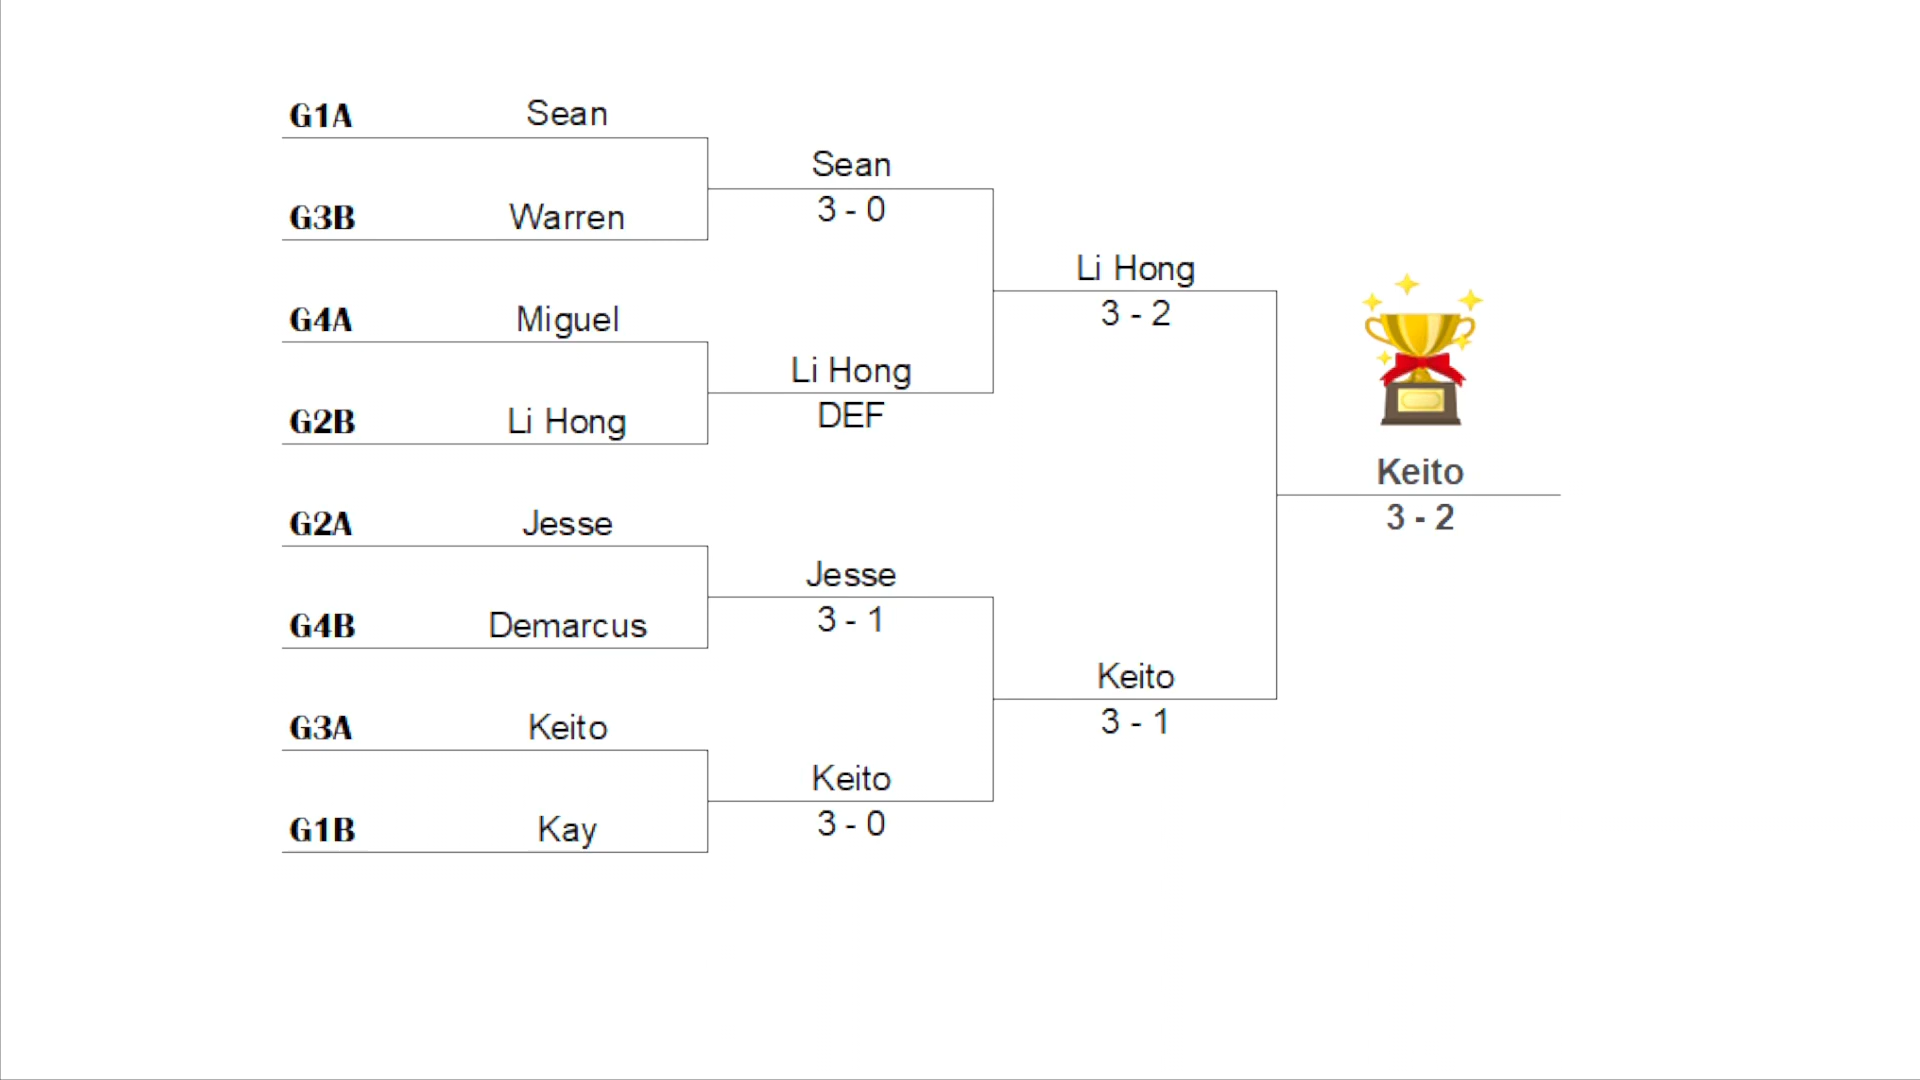 G1A Sean
Sean
3 - 0
G3B Warren
Li Hong
3 - 2
G4A Miguel
Li Hong
DEF
G2B Li Hong
Keito
3 - 2
G2A Jesse
Jesse
3 - 1
G4B Demarcus
Keito
3 - 1
G3A Keito
Keito
3 - 0
G1B Kay